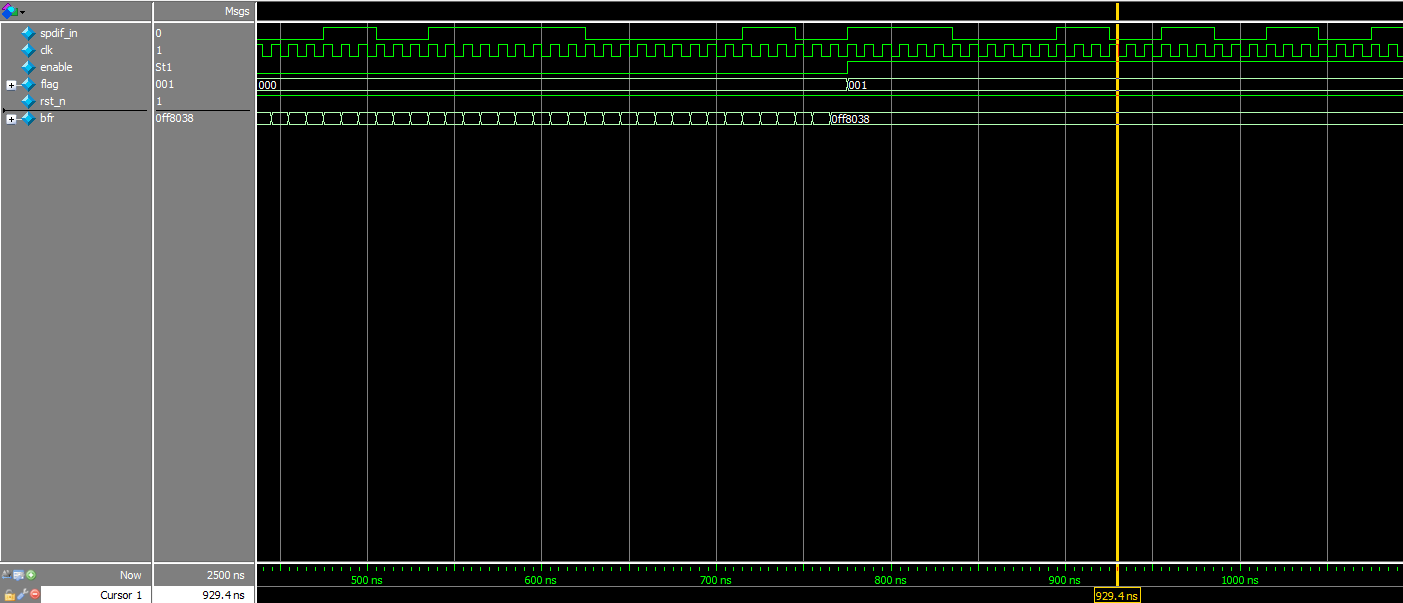 Msgs
spdif_in 0
clk 1
enable St1
flag 001 000 001
rst_n 1
bfr 0ff8038 0ff8038
Now 2500 ns 500 ns 600 ns 700 ns 800 ns 900 ns 1000 ns
Cursor 1 929.4 ns 929.4 ns